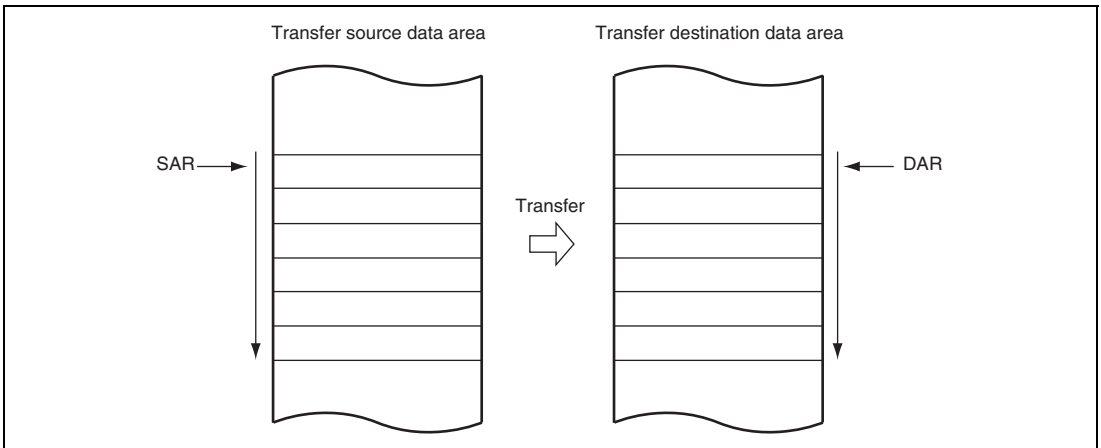 Transfer source data area
Transfer destination data area
SAR
DAR
Transfer